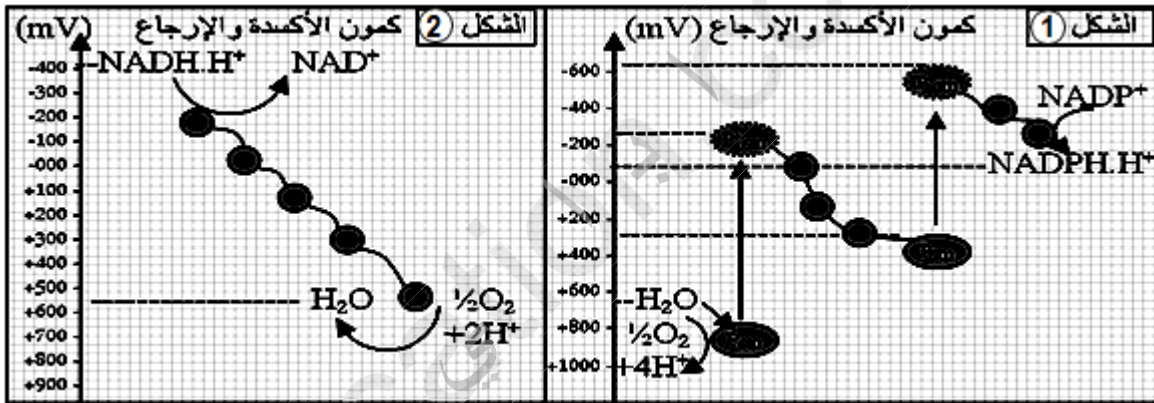 الشكل 1 كمون الأكسدة والإرجاع (mV)
-600
-400
-200
-000
+200
+400
+600
+800
+1000
NADP⁺
NADPH.H⁺
H₂O
½O₂
+4H⁺
الشكل 2 كمون الأكسدة والإرجاع (mV)
-400
-300
-200
-100
-000
+100
+200
+300
+400
+500
+600
+700
+800
+900
NADH.H⁺ NAD⁺
H₂O ½O₂
+2H⁺